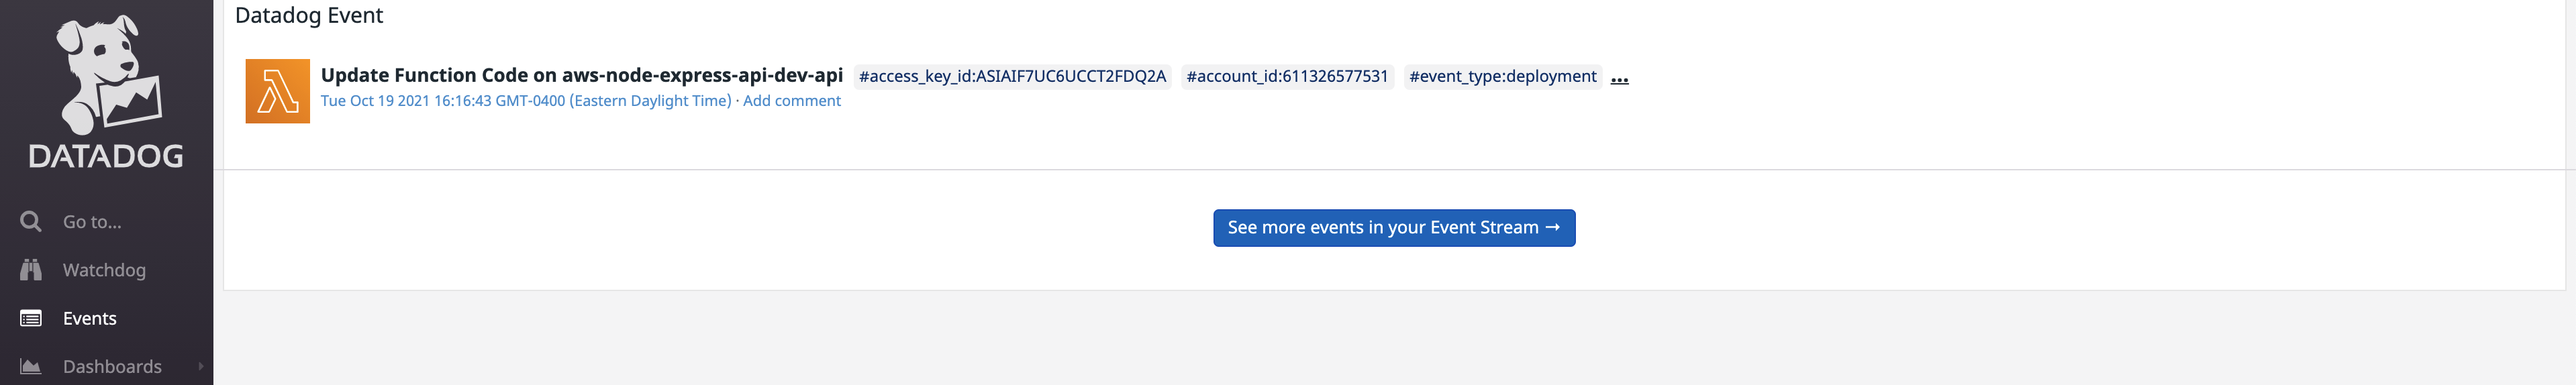 DATADOG
Go to...
Watchdog
Events
Dashboards
Datadog Event
Update Function Code on aws-node-express-api-dev-api #access_key_id:ASIAIF7UC6UCCT2FDQ2A #account_id:611326577531 #event_type:deployment ...
Tue Oct 19 2021 16:16:43 GMT-0400 (Eastern Daylight Time) · Add comment
See more events in your Event Stream →